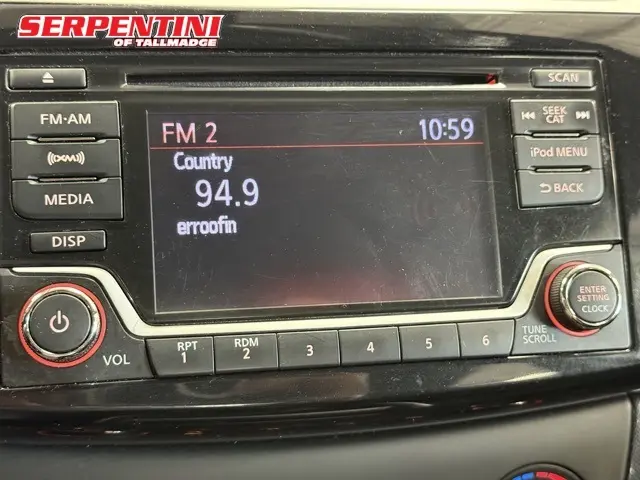 SERPENTINI
OF TALLMADGE
SCAN
FM·AM
SEEK
CAT
FM 2
10:59
Country
94.9
erroofin
((XM))
iPod MENU
MEDIA
BACK
DISP
ENTER
SETTING
CLOCK
VOL
RPT
1
RDM
2
3
4
5
6
TUNE
SCROLL